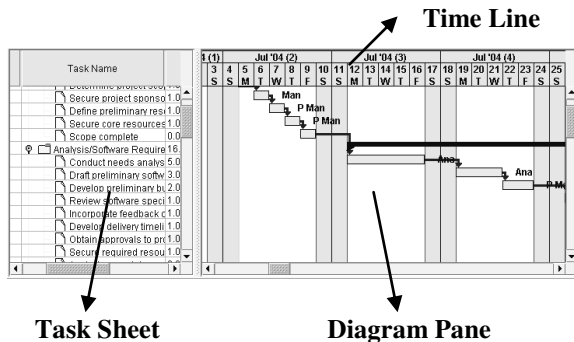 Time Line
Task Name
4 (1) Jul '04 (2) Jul '04 (3) Jul '04 (4)
3 4 5 6 7 8 9 10 11 12 13 14 15 16 17 18 19 20 21 22 23 24 25
S S M T W T F S S M T W T F S S M T W T F S S
Secure project sponso 1.0 Man
Define preliminary rese 1.0 P Man
Secure core resources 1.0 P Man
Scope complete 0.0
Analysis/Software Require 16.
Conduct needs analys 5.0 Ana
Draft preliminary softw 3.0 Ana
Develop preliminary bu 2.0 P M
Review software speci 1.0
Incorporate feedback c 1.0
Develop delivery timeli 1.0
Obtain approvals to pro 1.0
Secure required resou 1.0
Task Sheet Diagram Pane